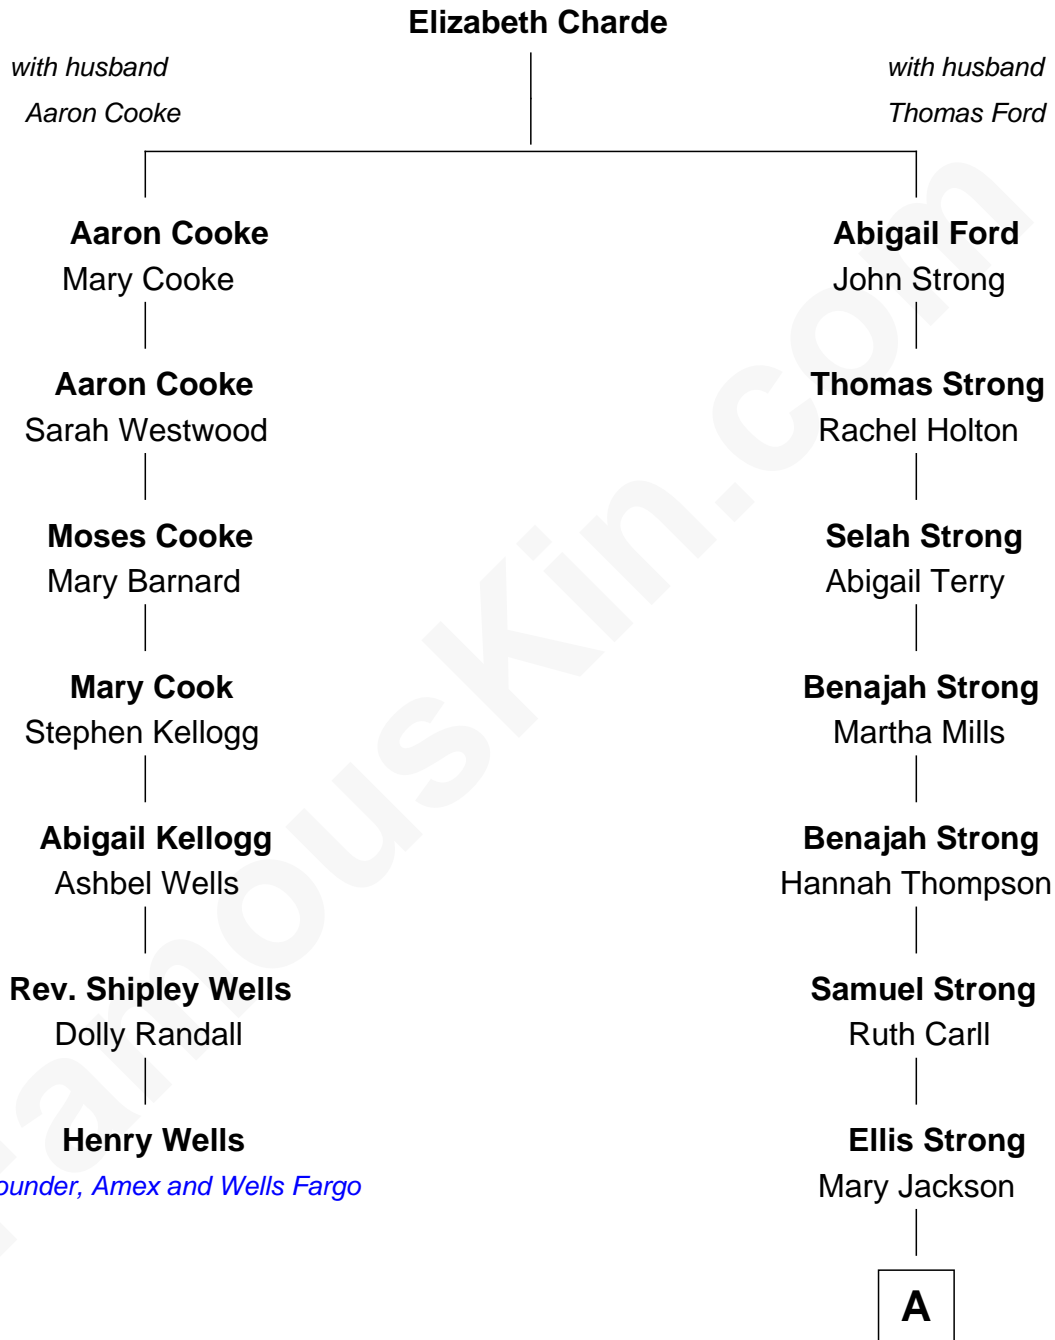 Elizabeth Charde
with husband
Aaron Cooke
with husband
Thomas Ford
Aaron Cooke
Mary Cooke
Abigail Ford
John Strong
Aaron Cooke
Sarah Westwood
Thomas Strong
Rachel Holton
Moses Cooke
Mary Barnard
Selah Strong
Abigail Terry
Mary Cook
Stephen Kellogg
Benajah Strong
Martha Mills
Abigail Kellogg
Ashbel Wells
Benajah Strong
Hannah Thompson
Rev. Shipley Wells
Dolly Randall
Samuel Strong
Ruth Carll
Henry Wells
ounder, Amex and Wells Fargo
Ellis Strong
Mary Jackson
A
FamousKin.com